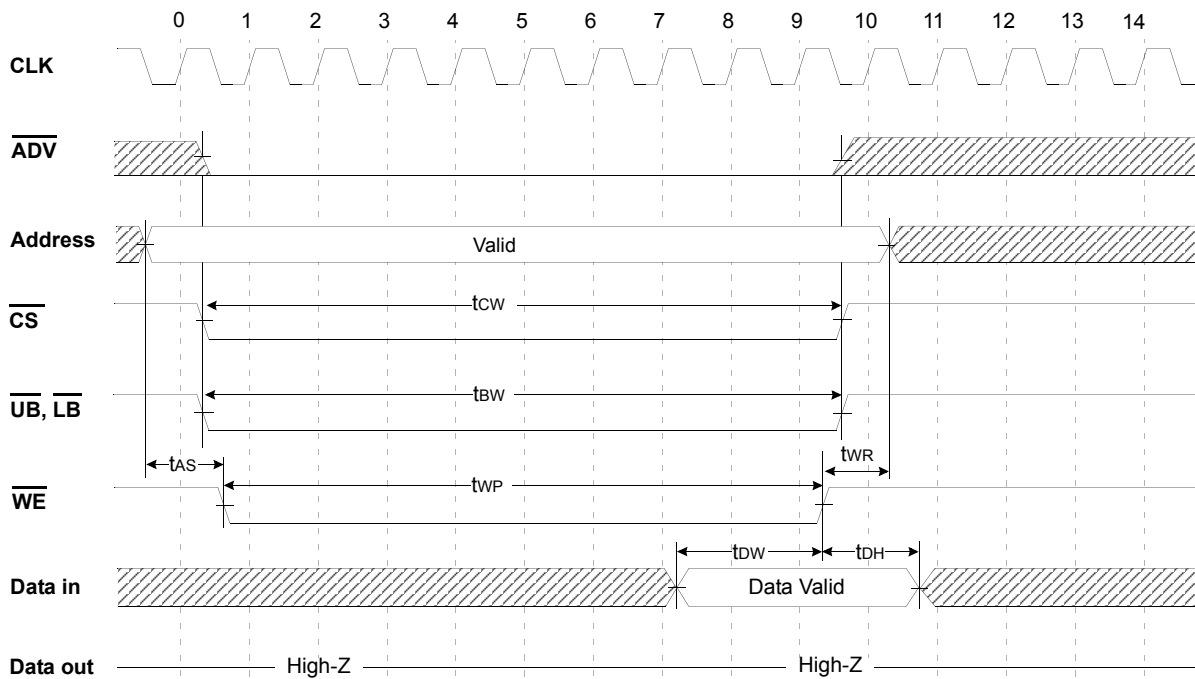 0 1 2 3 4 5 6 7 8 9 10 11 12 13 14
CLK
ADV
Address Valid
CS tCW
UB, LB tBW
tAS tWR
WE tWP
tDW tDH
Data in Data Valid
Data out High-Z High-Z